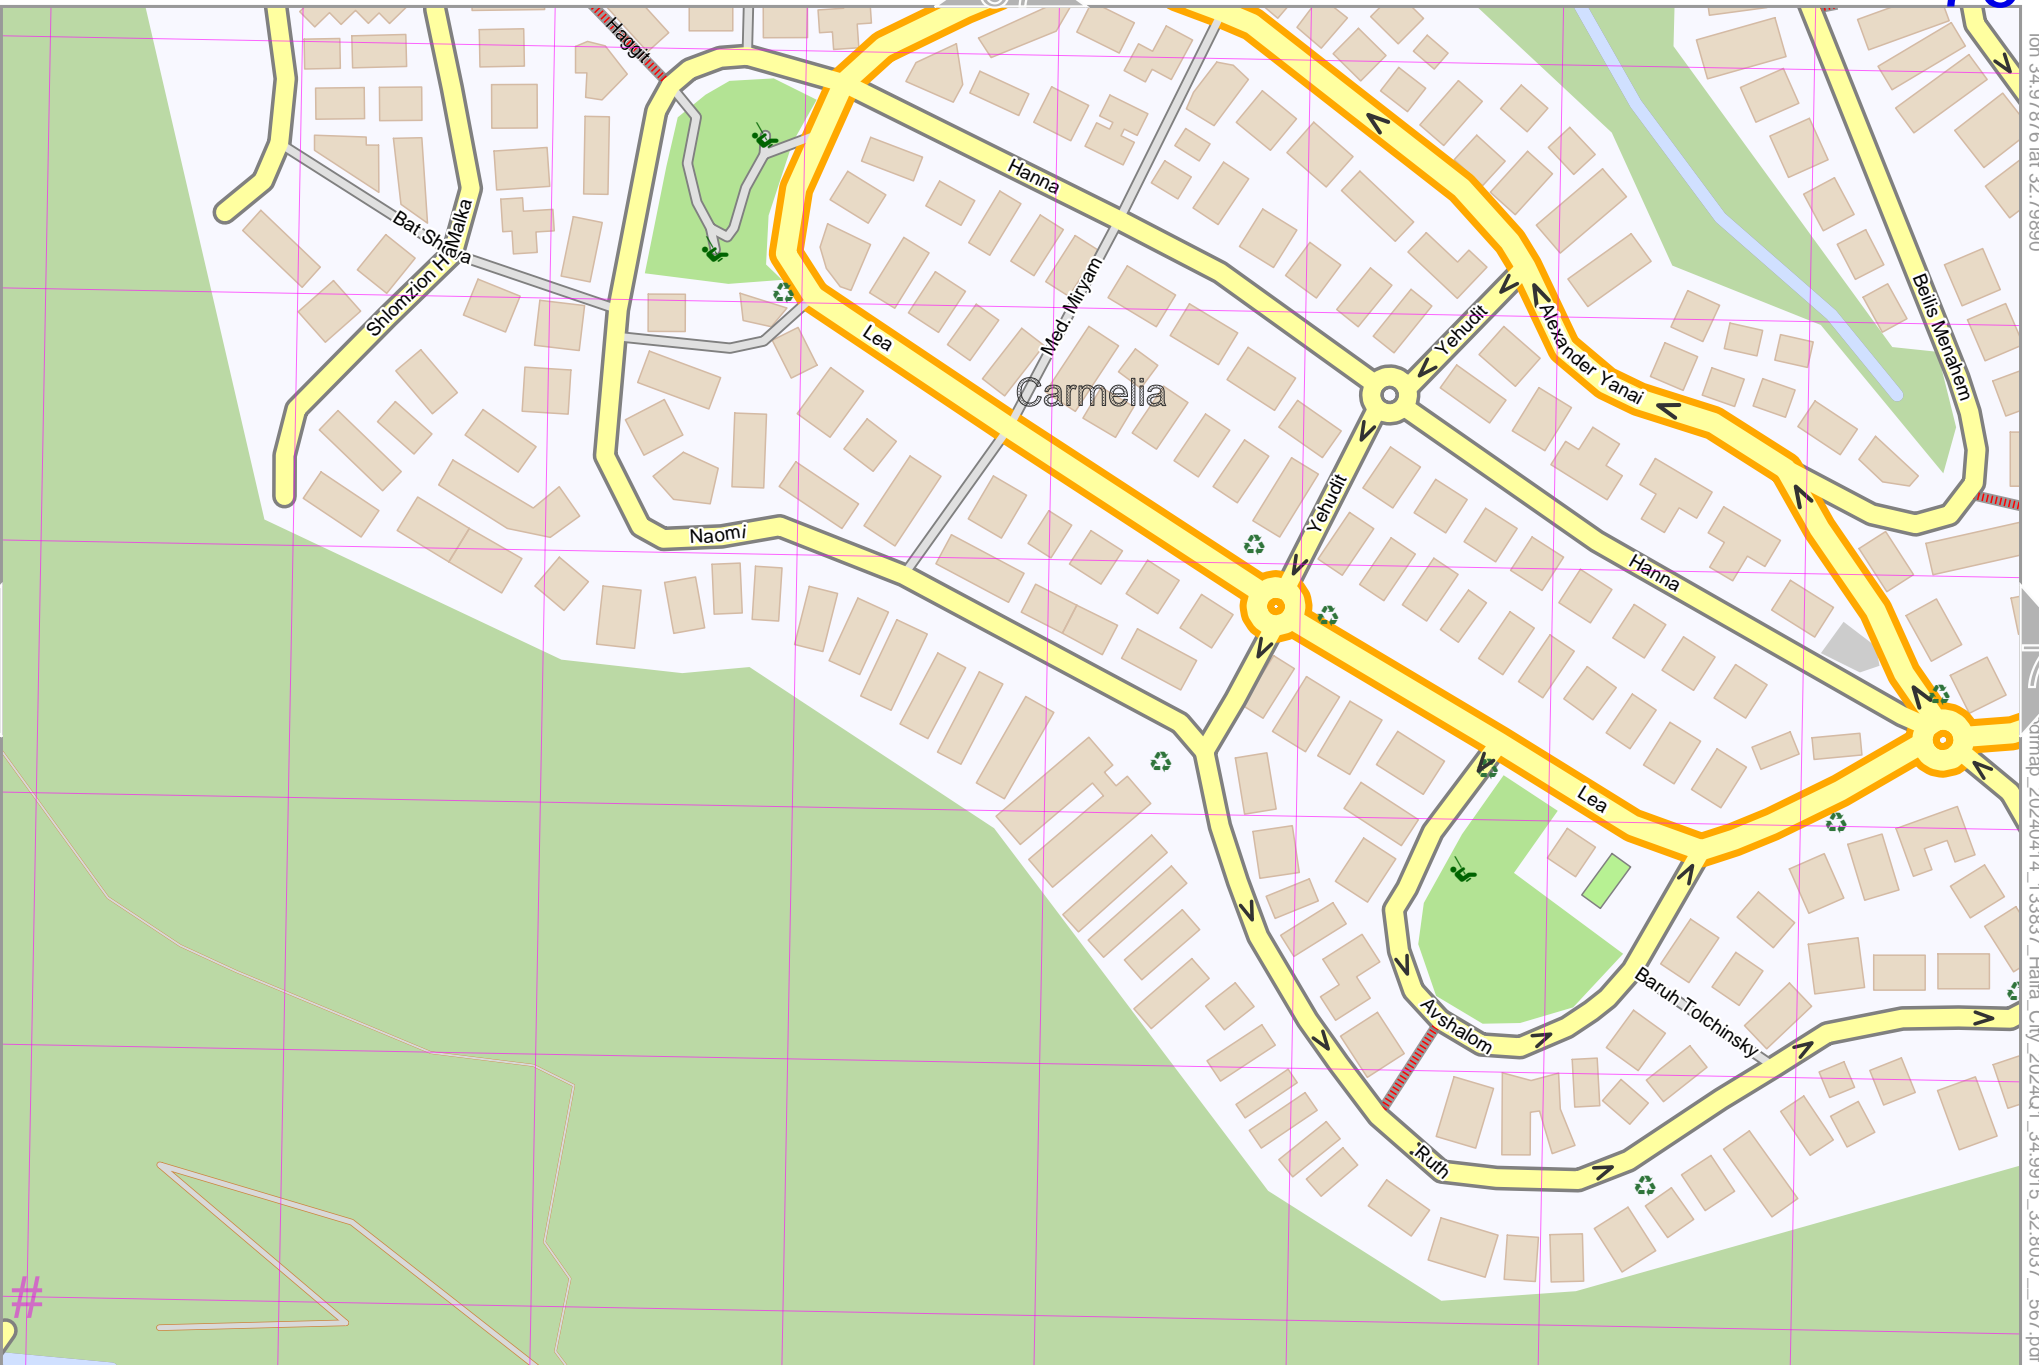 Haggit
Hanna
Bat Sheva
Shlomzion HaMalka
Med. Miryam
Lea
Carmelia
Yehudit
Alexander Yanai
Beilis Menahem
Naomi
Yehudit
Hanna
Lea
Avshalom
Baruh Tolchinsky
Ruth
#